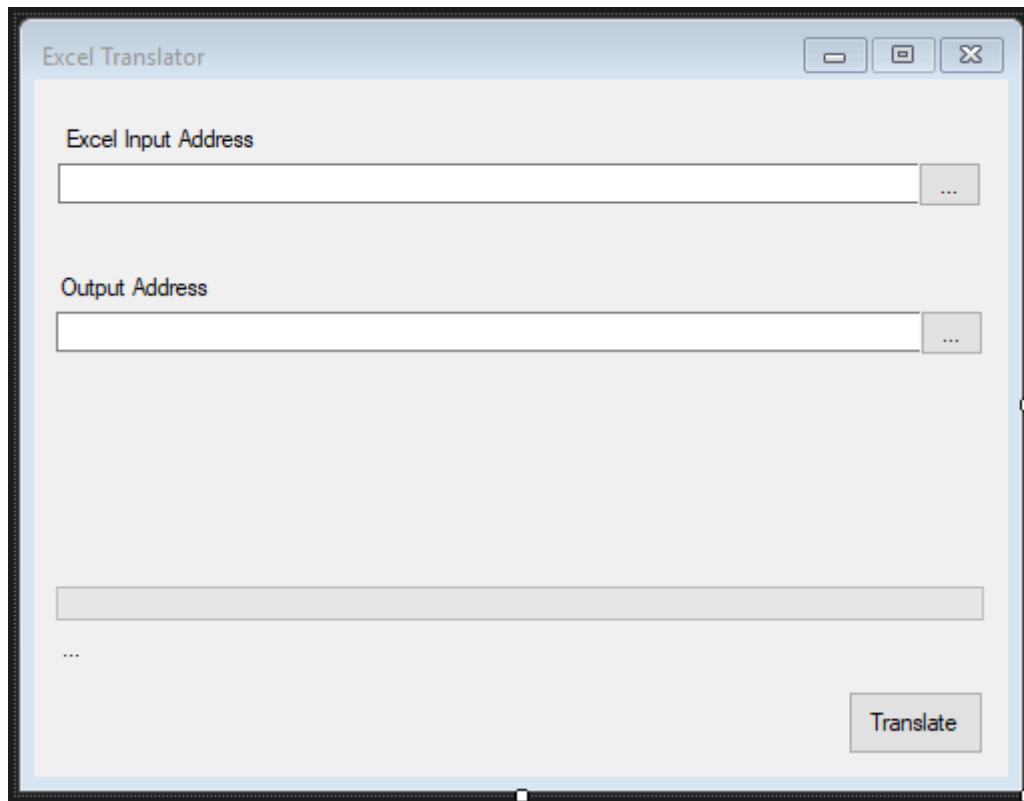 Excel Translator
Excel Input Address
...
Output Address
...
...
Translate